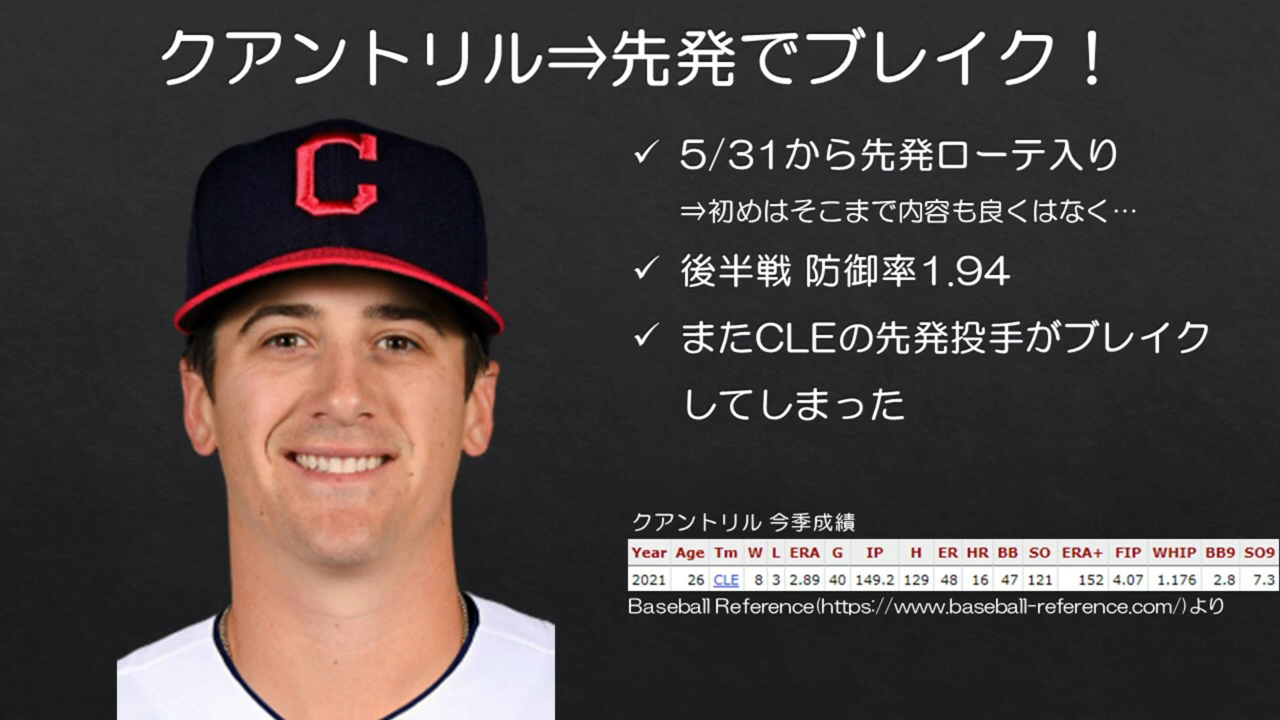 クアントリル⇒先発でブレイク！
C
✓ 5/31から先発ローテ入り
⇒初めはそこまで内容も良くはなく…
✓ 後半戦 防御率1.94
✓ またCLEの先発投手がブレイク
してしまった
クアントリル 今季成績
Year Age Tm W L ERA G IP H ER HR BB SO ERA+ FIP WHIP BB9 SO9
2021 26 CLE 8 3 2.89 40 149.2 129 48 16 47 121 152 4.07 1.176 2.8 7.3
Baseball Reference(https://www.baseball-reference.com/)より